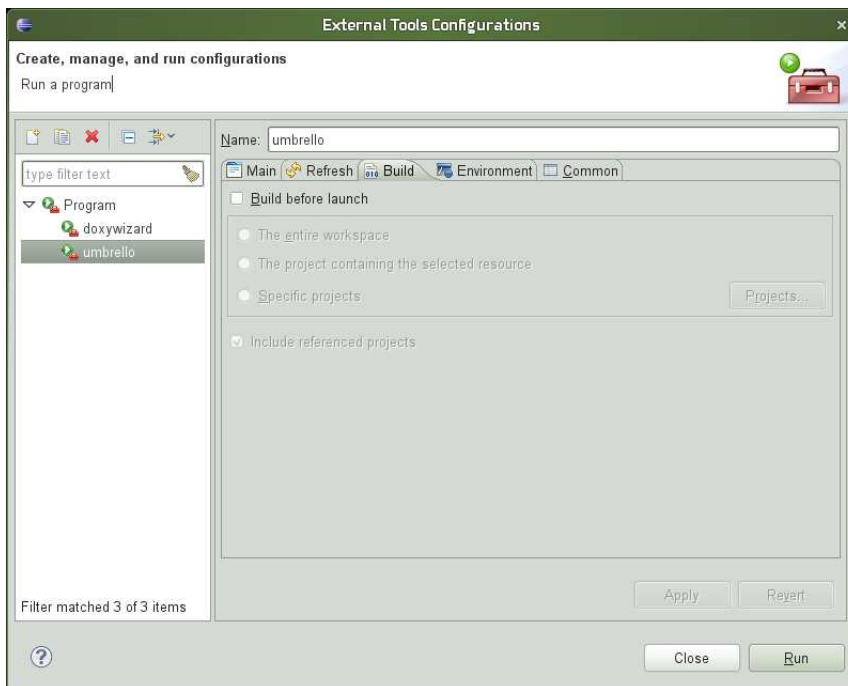 External Tools Configurations
Create, manage, and run configurations
Run a program
type filter text
Program
doxywizard
umbrello
Filter matched 3 of 3 items
Name: umbrello
Main Refresh Build Environment Common
Build before launch
The entire workspace
The project containing the selected resource
Specific projects
Projects...
Include referenced projects
Apply Revert
Close Run